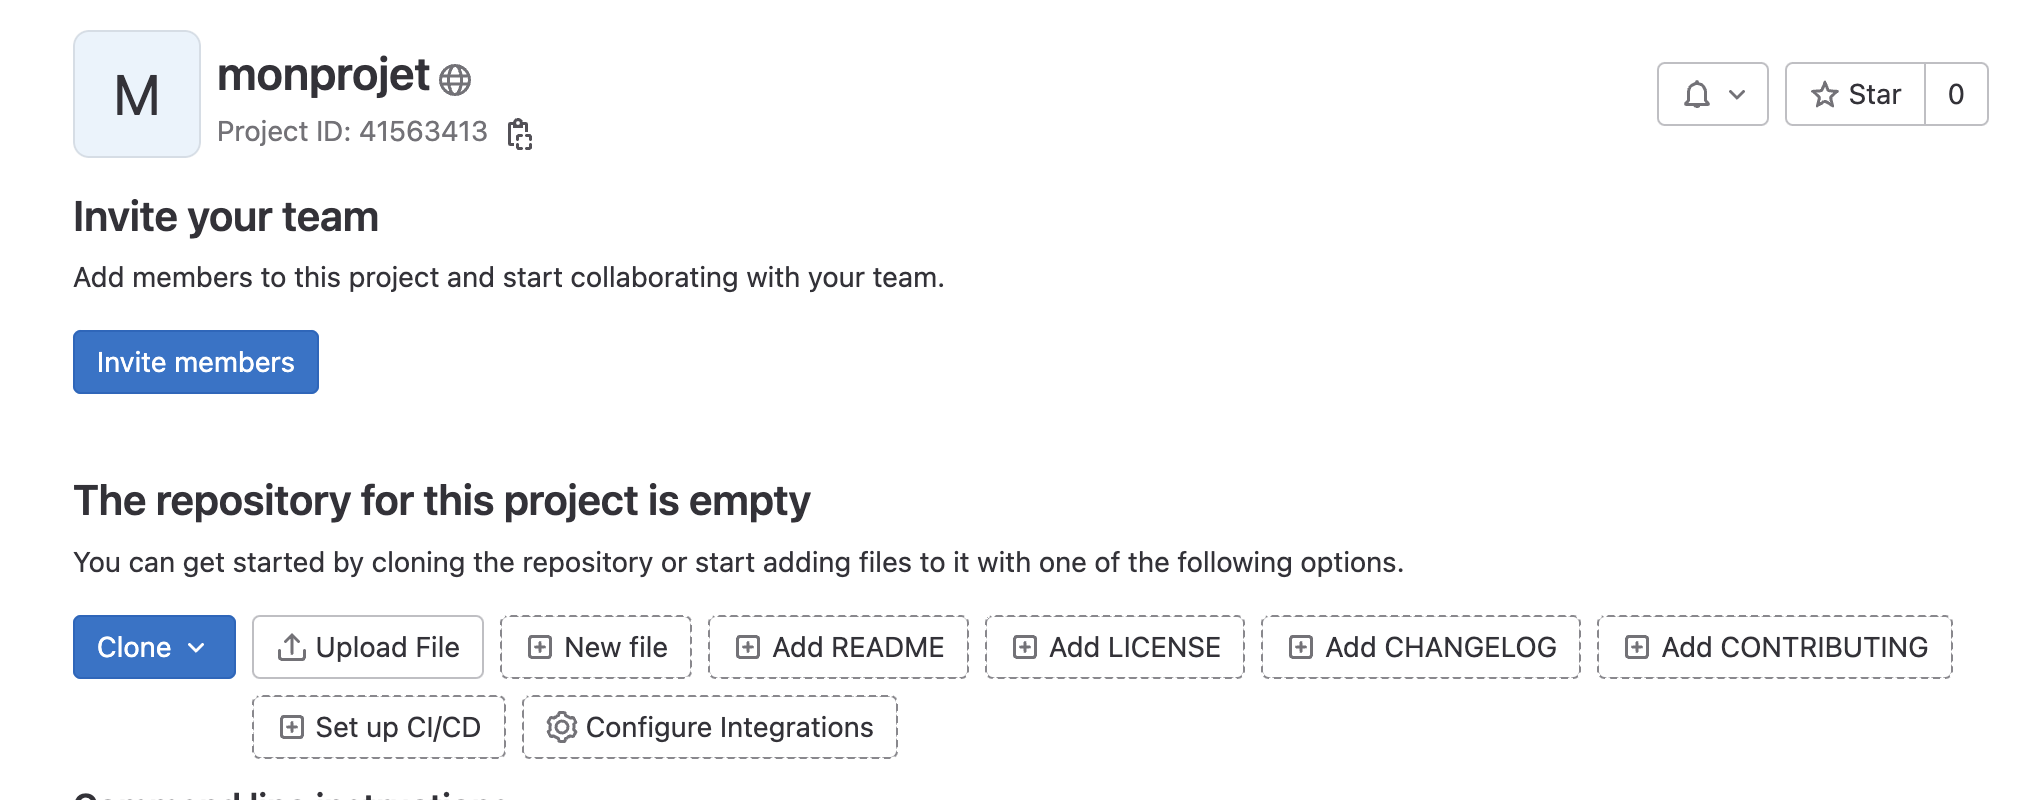 M
monprojet
Project ID: 41563413
Star 0
Invite your team
Add members to this project and start collaborating with your team.
Invite members
The repository for this project is empty
You can get started by cloning the repository or start adding files to it with one of the following options.
Clone Upload File New file Add README Add LICENSE Add CHANGELOG Add CONTRIBUTING
Set up CI/CD Configure Integrations
Command line instructions